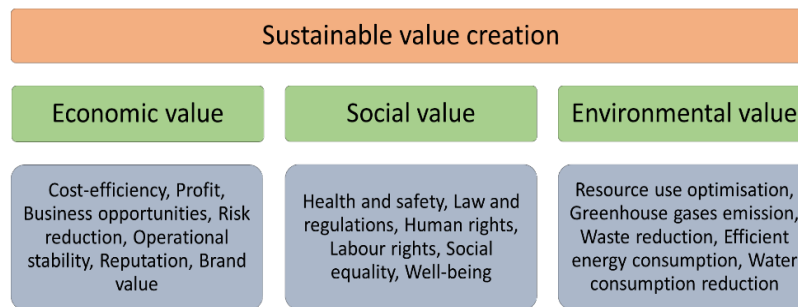 Sustainable value creation
Economic value
Social value
Environmental value
Cost-efficiency, Profit,
Business opportunities, Risk
reduction, Operational
stability, Reputation, Brand
value
Health and safety, Law and
regulations, Human rights,
Labour rights, Social
equality, Well-being
Resource use optimisation,
Greenhouse gases emission,
Waste reduction, Efficient
energy consumption, Water
consumption reduction